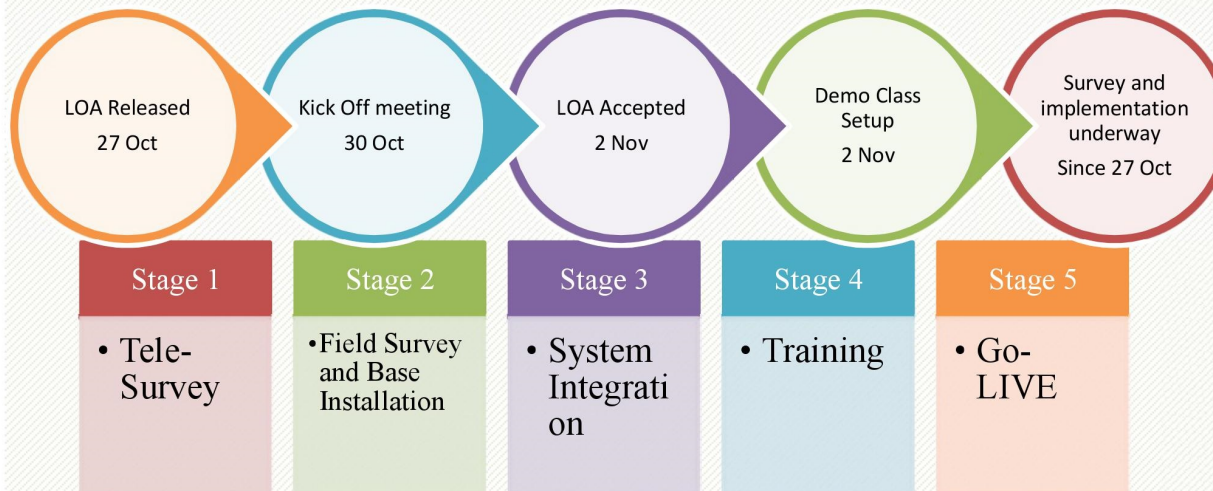 LOA Released
27 Oct
Kick Off meeting
30 Oct
LOA Accepted
2 Nov
Demo Class
Setup
2 Nov
Survey and
implementation
underway
Since 27 Oct
Stage 1
• Tele-
Survey
Stage 2
• Field Survey
and Base
Installation
Stage 3
• System
Integrati
on
Stage 4
• Training
Stage 5
• Go-
LIVE